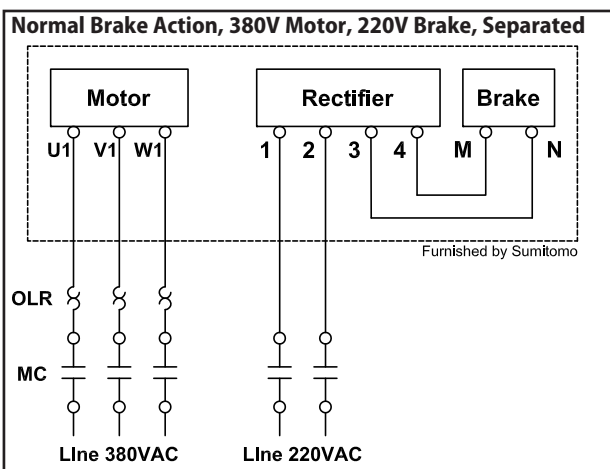 Normal Brake Action, 380V Motor, 220V Brake, Separated
Motor Rectifier Brake
U1 V1 W1 1 2 3 4 M N
Furnished by Sumitomo
OLR
MC
Line 380VAC Line 220VAC